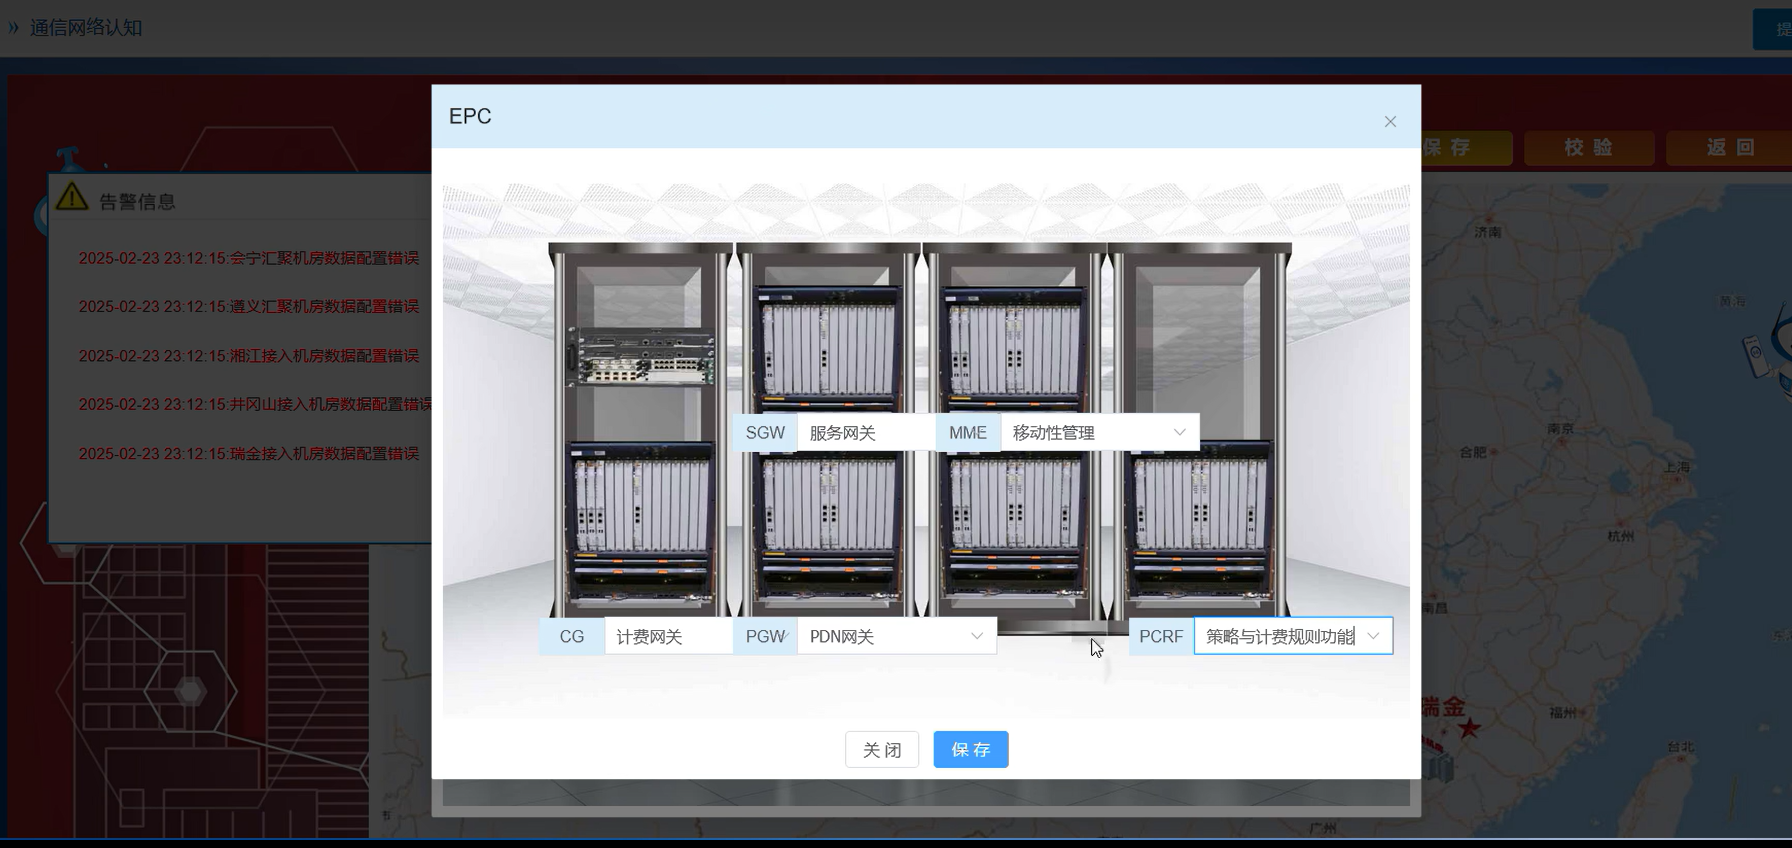 通信网络认知
提
EPC
保 存
校 验
返 回
告警信息
2025-02-23 23:12:15:会宁汇聚机房数据配置错误
2025-02-23 23:12:15:遵义汇聚机房数据配置错误
2025-02-23 23:12:15:湘江接入机房数据配置错误
2025-02-23 23:12:15:井冈山接入机房数据配置错误
2025-02-23 23:12:15:瑞金接入机房数据配置错误
济南
黄海
SGW 服务网关
MME 移动性管理
南京
合肥
上海
杭州
CG 计费网关
PGW PDN网关
PCRF 策略与计费规则功能
南昌
瑞金
福州
台北
关 闭
保 存
市
广州